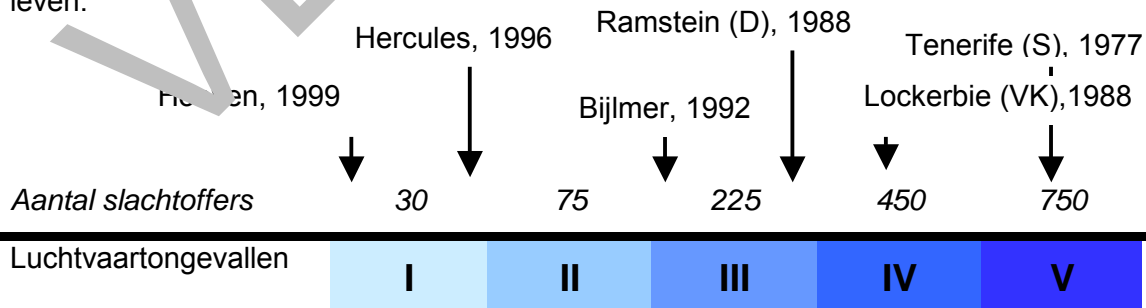 leven.
Hercules, 1996
Ramstein (D), 1988
Tenerife (S), 1977
1999
Bijlmer, 1992
Lockerbie (VK),1988
Aantal slachtoffers 30 75 225 450 750
Luchtvaartongevallen I II III IV V